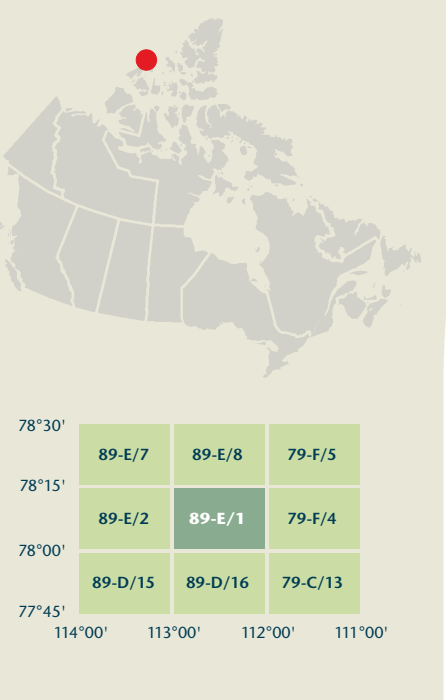 78°30'
89-E/7 89-E/8 79-F/5
78°15'
89-E/2 89-E/1 79-F/4
78°00'
89-D/15 89-D/16 79-C/13
77°45'
114°00' 113°00' 112°00' 111°00'